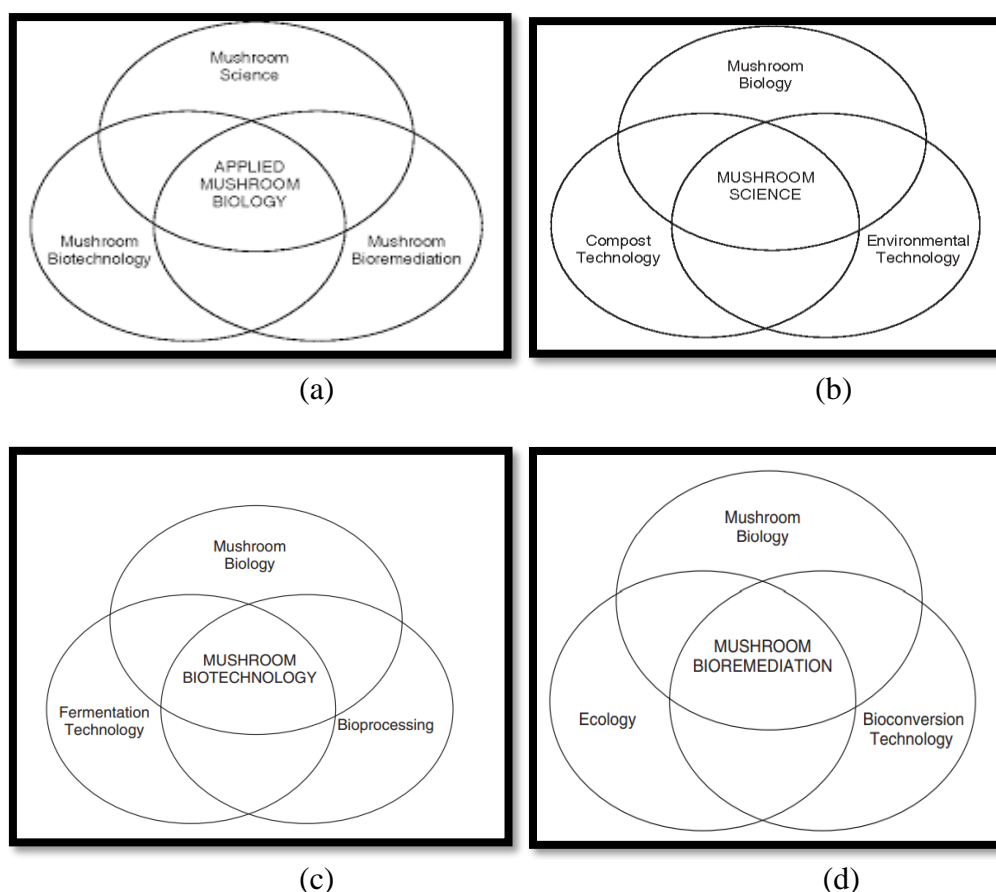 Mushroom
Science
APPLIED
MUSHROOM
BIOLOGY
Mushroom
Biotechnology
Mushroom
Bioremediation
(a)
Mushroom
Biology
MUSHROOM
SCIENCE
Compost
Technology
Environmental
Technology
(b)
Mushroom
Biology
MUSHROOM
BIOTECHNOLOGY
Fermentation
Technology
Bioprocessing
(c)
Mushroom
Biology
MUSHROOM
BIOREMEDIATION
Ecology
Bioconversion
Technology
(d)